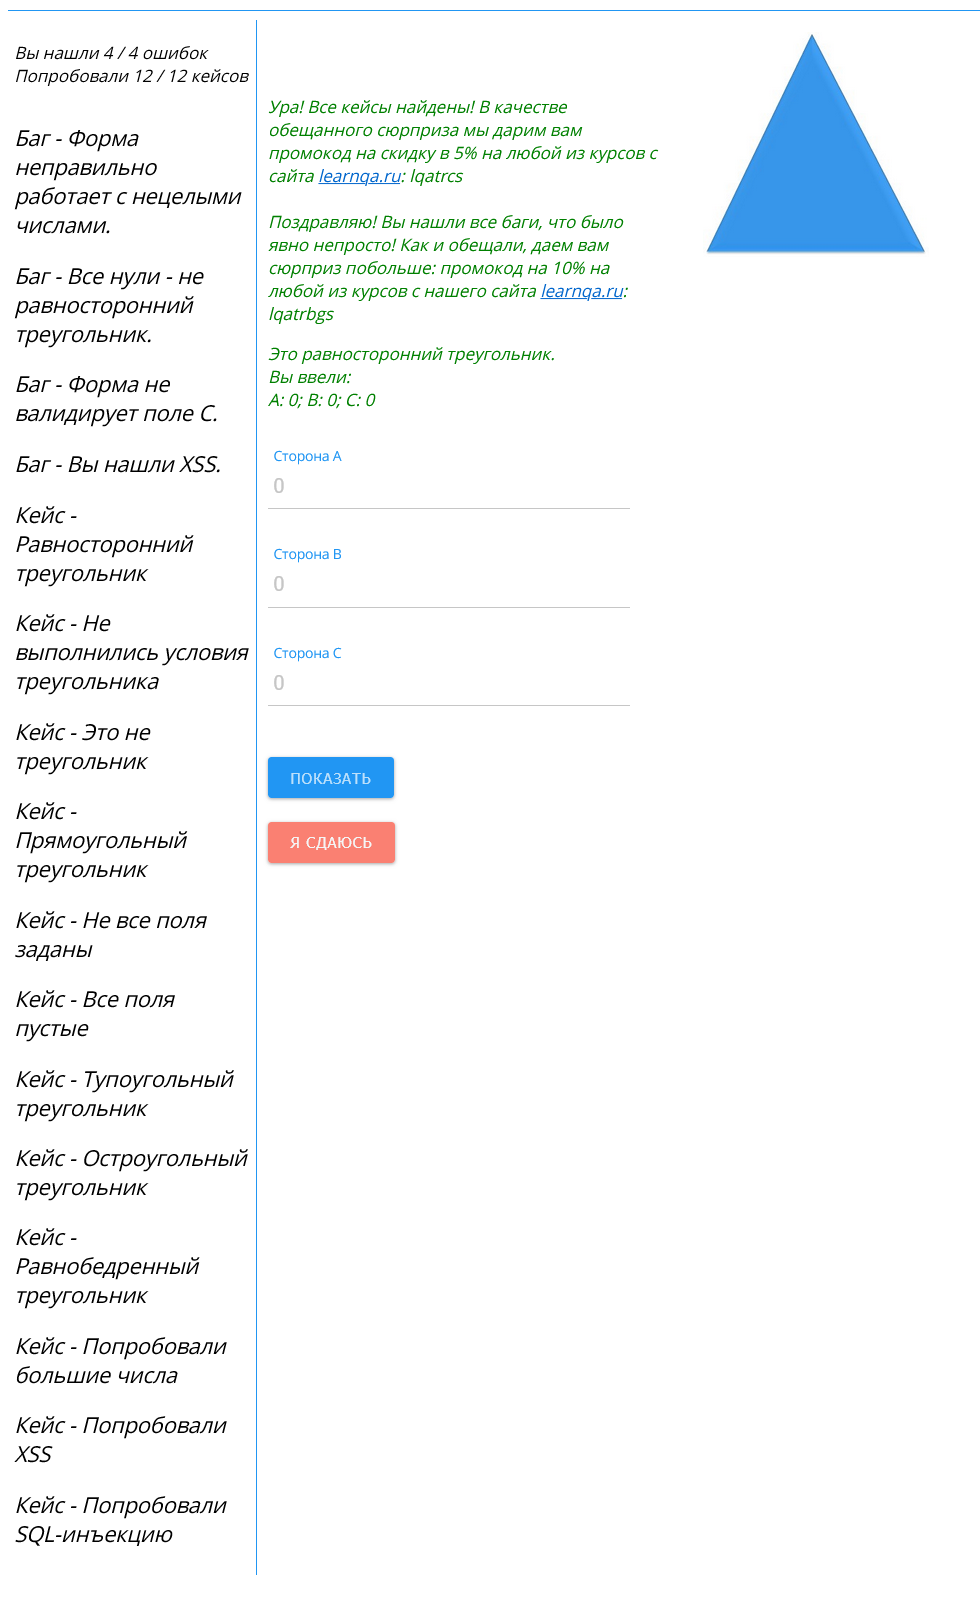 Вы нашли 4 / 4 ошибок
Попробовали 12 / 12 кейсов
Баг - Форма
неправильно
работает с нецелыми
числами.
Баг - Все нули - не
равносторонний
треугольник.
Баг - Форма не
валидирует поле С.
Баг - Вы нашли XSS.
Кейс -
Равносторонний
треугольник
Кейс - Не
выполнились условия
треугольника
Кейс - Это не
треугольник
Кейс -
Прямоугольный
треугольник
Кейс - Не все поля
заданы
Кейс - Все поля
пустые
Кейс - Тупоугольный
треугольник
Кейс - Остроугольный
треугольник
Кейс -
Равнобедренный
треугольник
Кейс - Попробовали
большие числа
Кейс - Попробовали
XSS
Кейс - Попробовали
SQL-инъекцию
Ура! Все кейсы найдены! В качестве
обещанного сюрприза мы дарим вам
промокод на скидку в 5% на любой из курсов с
сайта learnqa.ru: lqatrcs
Поздравляю! Вы нашли все баги, что было
явно непросто! Как и обещали, даем вам
сюрприз побольше: промокод на 10% на
любой из курсов с нашего сайта learnqa.ru:
lqatrbgs
Это равносторонний треугольник.
Вы ввели:
A: 0; B: 0; C: 0
Сторона A
0
Сторона B
0
Сторона C
0
ПОКАЗАТЬ
Я СДАЮСЬ